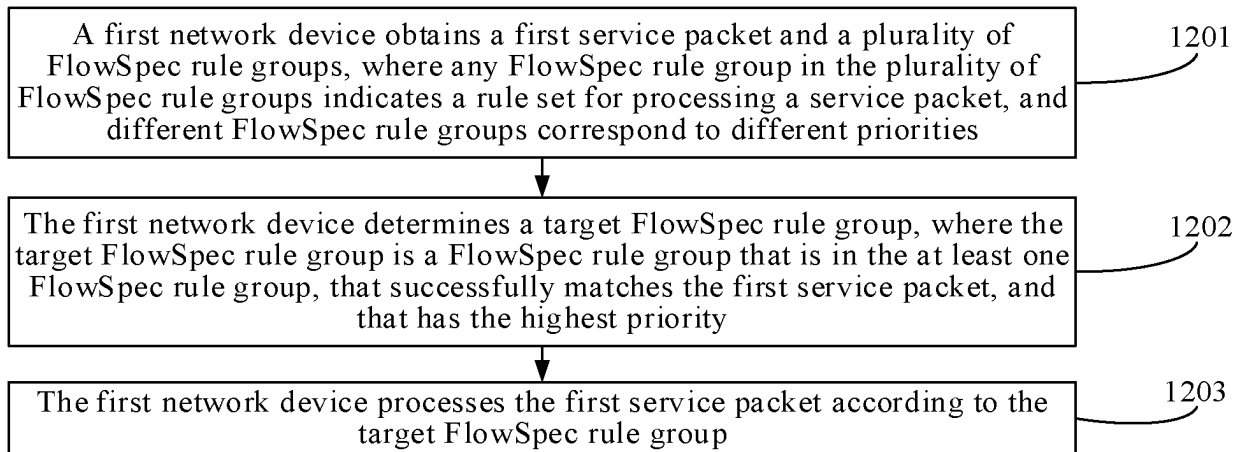 A first network device obtains a first service packet and a plurality of
FlowSpec rule groups, where any FlowSpec rule group in the plurality of
FlowSpec rule groups indicates a rule set for processing a service packet, and
different FlowSpec rule groups correspond to different priorities
1201
The first network device determines a target FlowSpec rule group, where the
target FlowSpec rule group is a FlowSpec rule group that is in the at least one
FlowSpec rule group, that successfully matches the first service packet, and
that has the highest priority
1202
The first network device processes the first service packet according to the
target FlowSpec rule group
1203